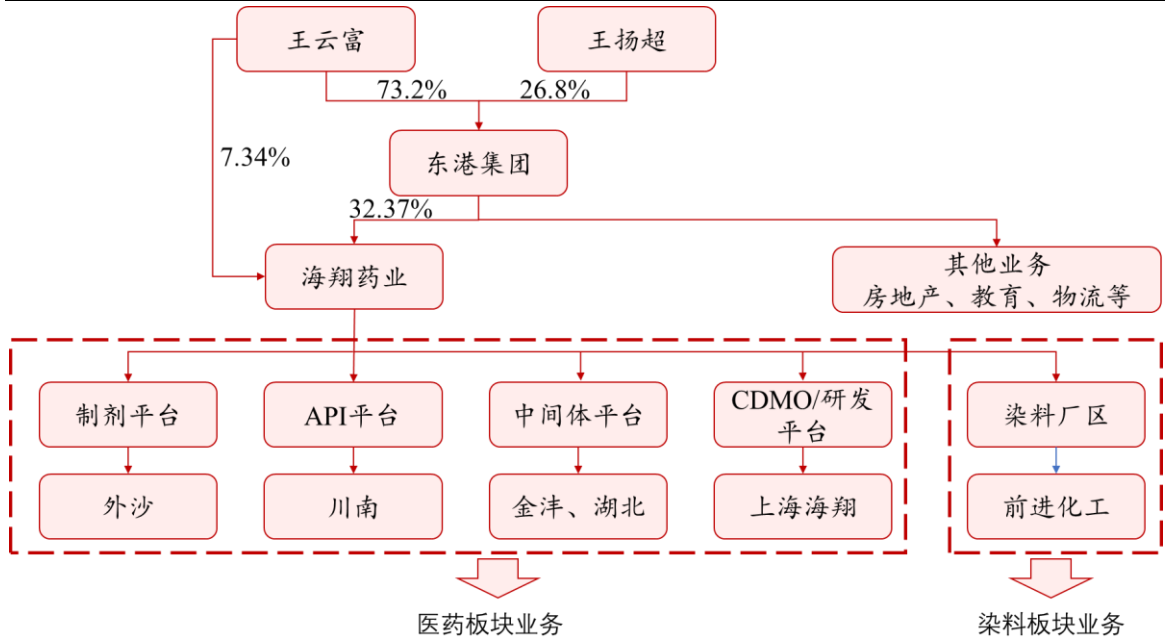 王云富
王扬超
73.2%
26.8%
7.34%
东港集团
32.37%
海翔药业
其他业务
房地产、教育、物流等
制剂平台
API平台
中间体平台
CDMO/研发
平台
染料厂区
外沙
川南
金沣、湖北
上海海翔
前进化工
医药板块业务
染料板块业务